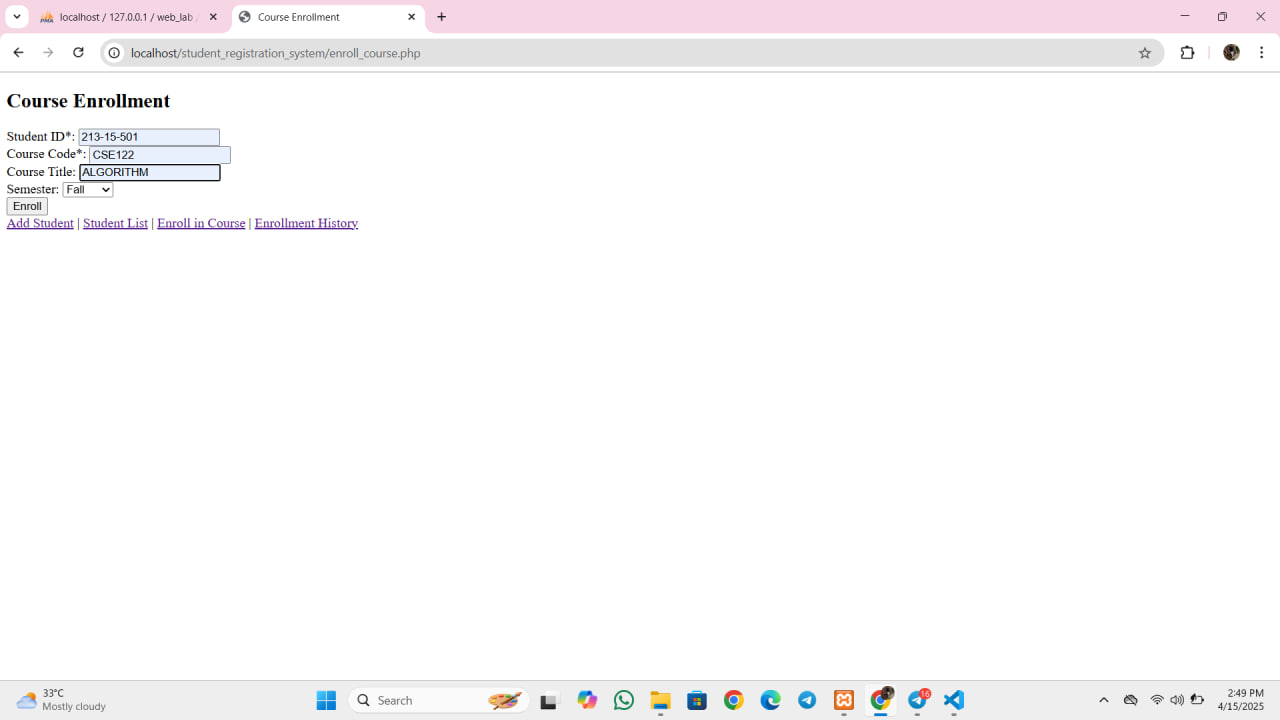 localhost / 127.0.0.1 / web_lab /
Course Enrollment
localhost/student_registration_system/enroll_course.php
Course Enrollment
Student ID*: 213-15-501
Course Code*: CSE122
Course Title: ALGORITHM
Semester: Fall
Enroll
Add Student | Student List | Enroll in Course | Enrollment History
33°C
Mostly cloudy
Search
16
2:49 PM
4/15/2025